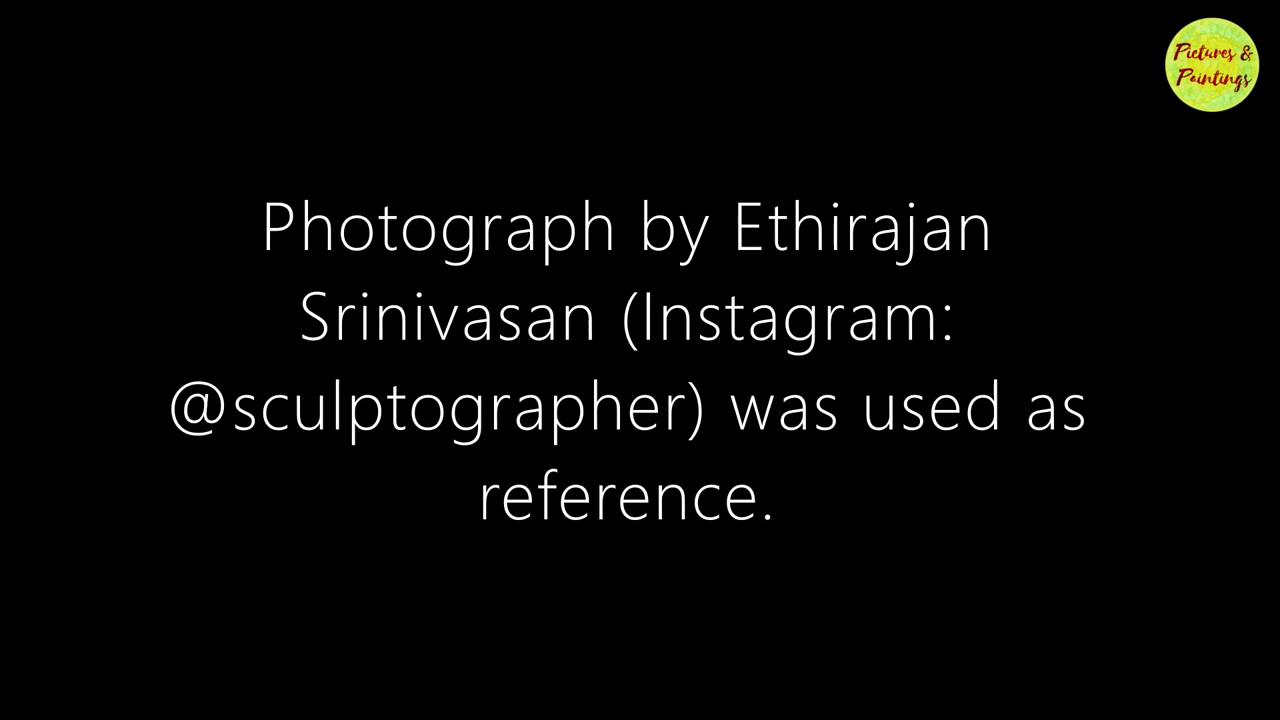 Pictures &
Paintings
Photograph by Ethirajan
Srinivasan (Instagram:
@sculptographer) was used as
reference.